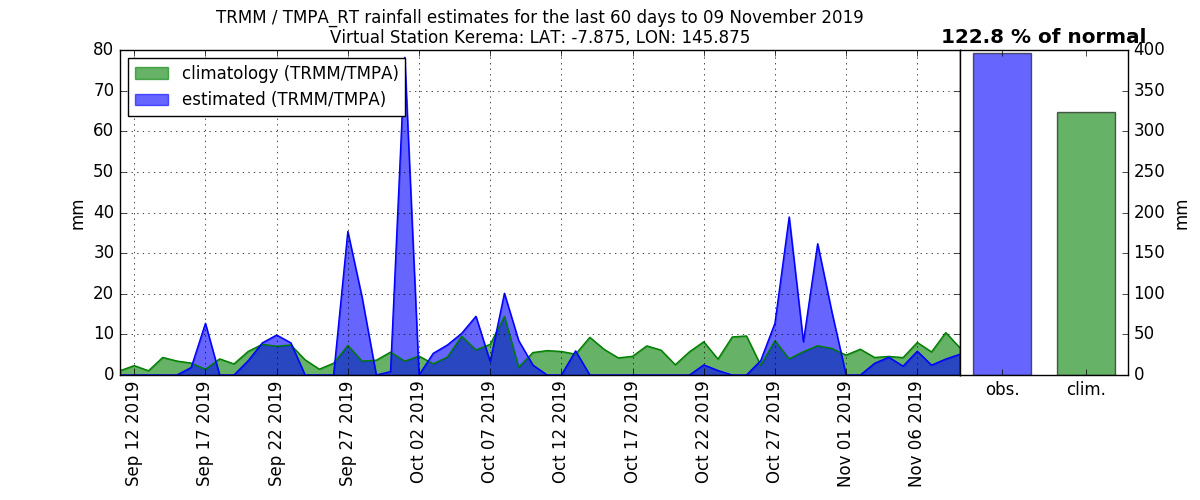 TRMM / TMPA_RT rainfall estimates for the last 60 days to 09 November 2019
Virtual Station Kerema: LAT: -7.875, LON: 145.875
122.8 % of normal
climatology (TRMM/TMPA)
estimated (TRMM/TMPA)
80
70
60
50
40
30
20
10
0
mm
400
350
300
250
200
150
100
50
0
mm
Sep 12 2019
Sep 17 2019
Sep 22 2019
Sep 27 2019
Oct 02 2019
Oct 07 2019
Oct 12 2019
Oct 17 2019
Oct 22 2019
Oct 27 2019
Nov 01 2019
Nov 06 2019
obs.
clim.